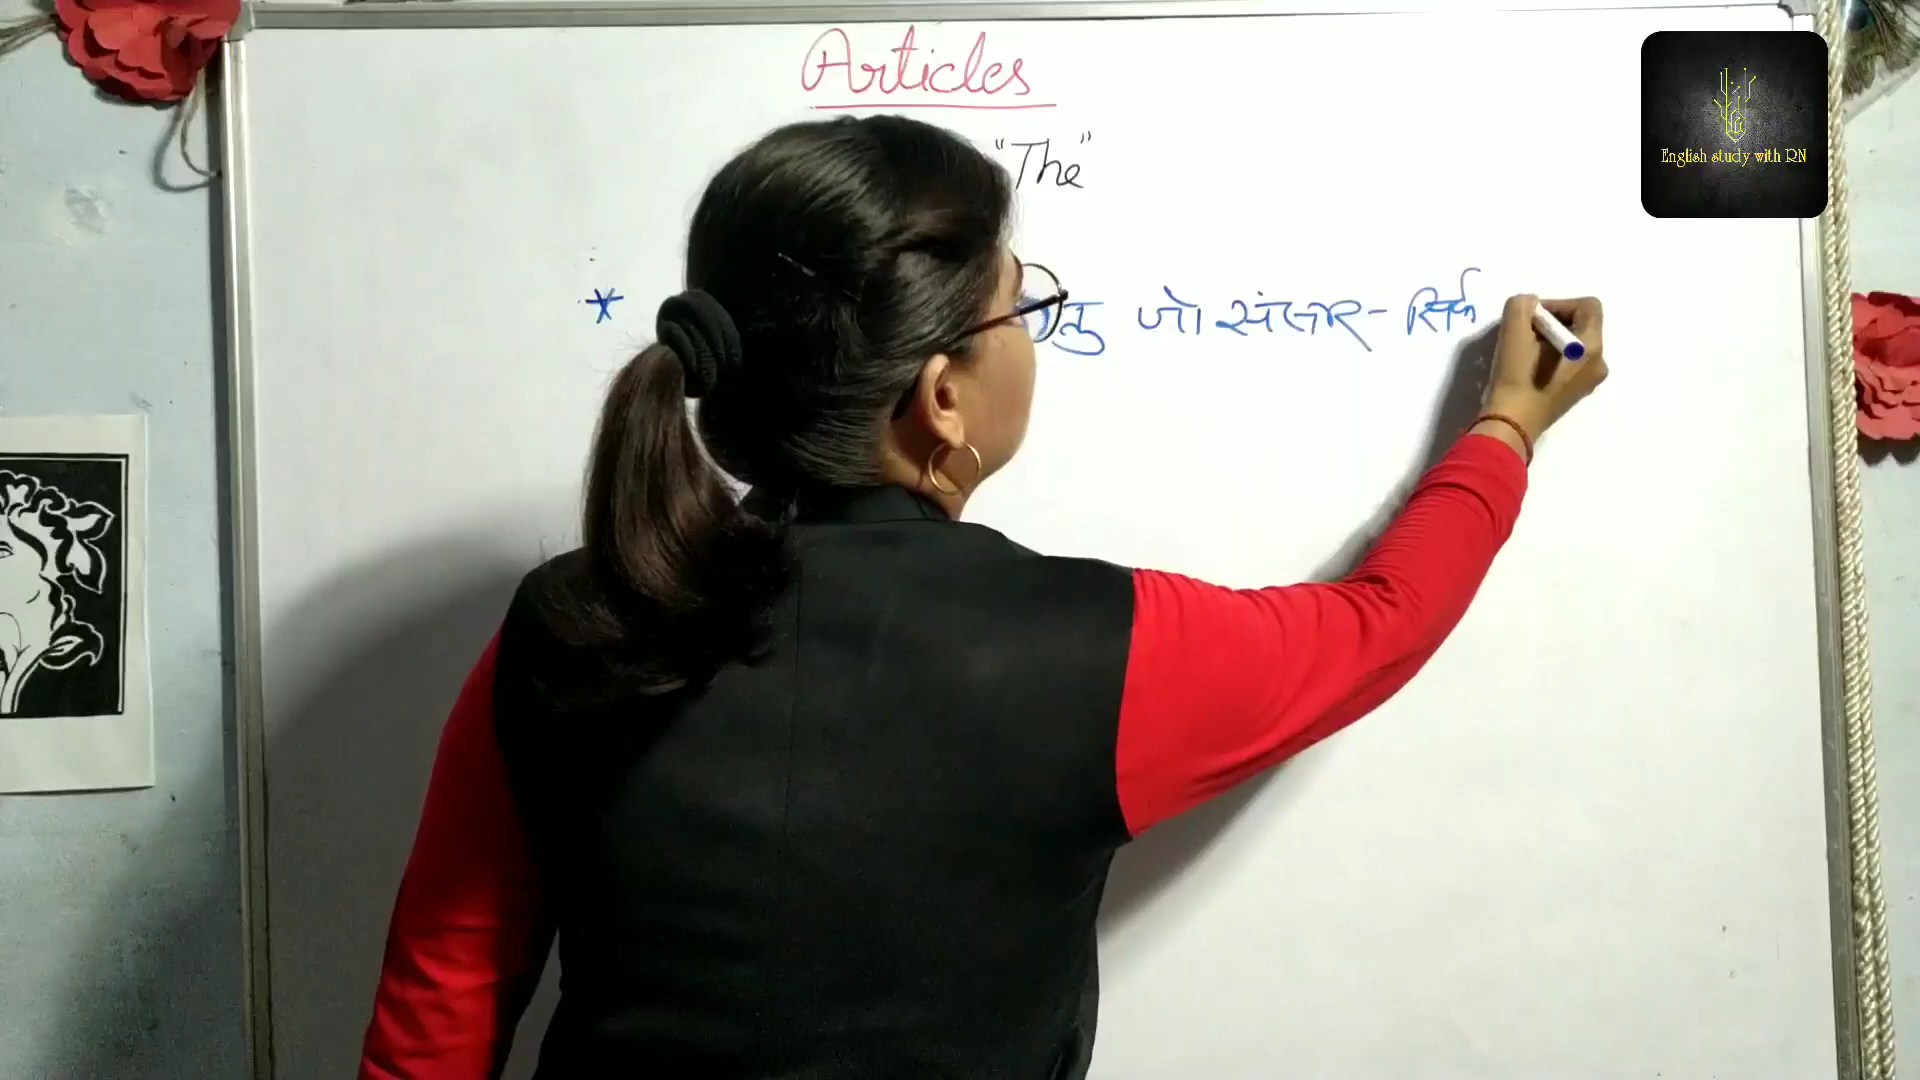 Articles
"The"
* जो संसार - सिर्फ
English study with RN